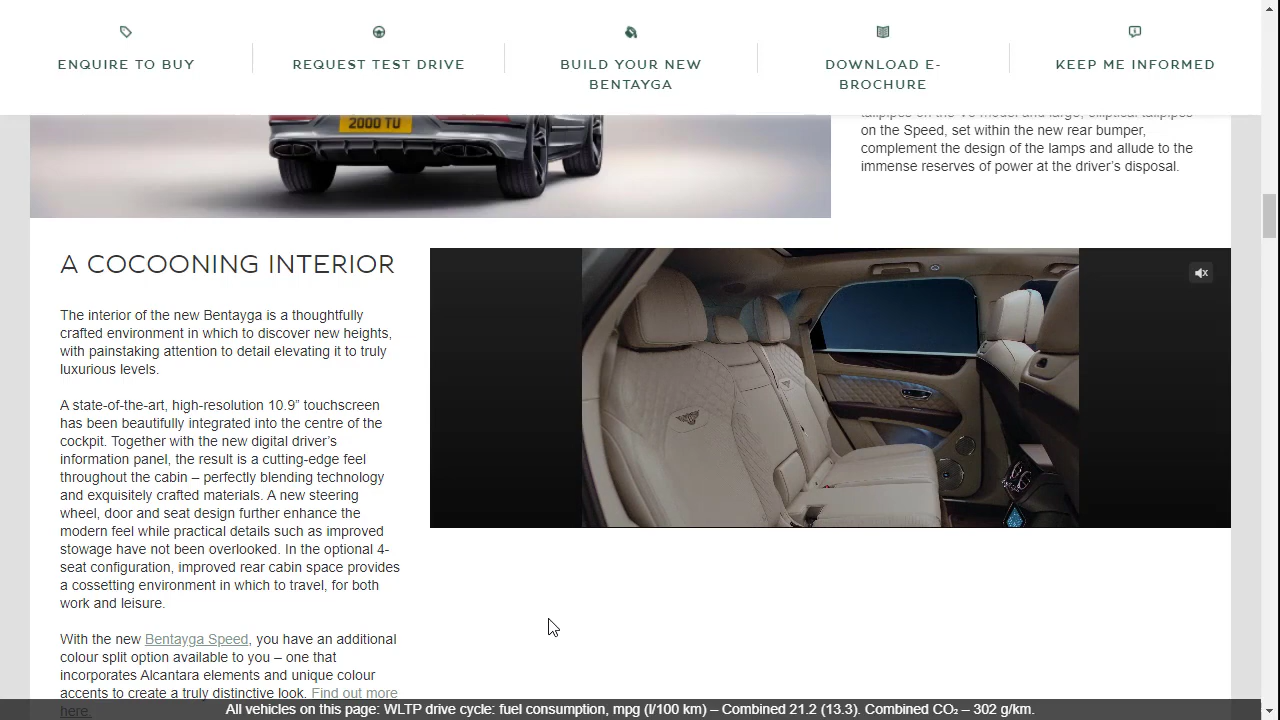 ENQUIRE TO BUY
REQUEST TEST DRIVE
BUILD YOUR NEW
BENTAYGA
DOWNLOAD E-
BROCHURE
KEEP ME INFORMED
2000 TU
tailpipes on the V8 model and large, elliptical tailpipes
on the Speed, set within the new rear bumper,
complement the design of the lamps and allude to the
immense reserves of power at the driver’s disposal.
A COCOONING INTERIOR
The interior of the new Bentayga is a thoughtfully
crafted environment in which to discover new heights,
with painstaking attention to detail elevating it to truly
luxurious levels.
A state-of-the-art, high-resolution 10.9” touchscreen
has been beautifully integrated into the centre of the
cockpit. Together with the new digital driver’s
information panel, the result is a cutting-edge feel
throughout the cabin – perfectly blending technology
and exquisitely crafted materials. A new steering
wheel, door and seat design further enhance the
modern feel while practical details such as improved
stowage have not been overlooked. In the optional 4-
seat configuration, improved rear cabin space provides
a cossetting environment in which to travel, for both
work and leisure.
With the new Bentayga Speed, you have an additional
colour split option available to you – one that
incorporates Alcantara elements and unique colour
accents to create a truly distinctive look. Find out more
here.
All vehicles on this page: WLTP drive cycle: fuel consumption, mpg (l/100 km) – Combined 21.2 (13.3). Combined CO₂ – 302 g/km.